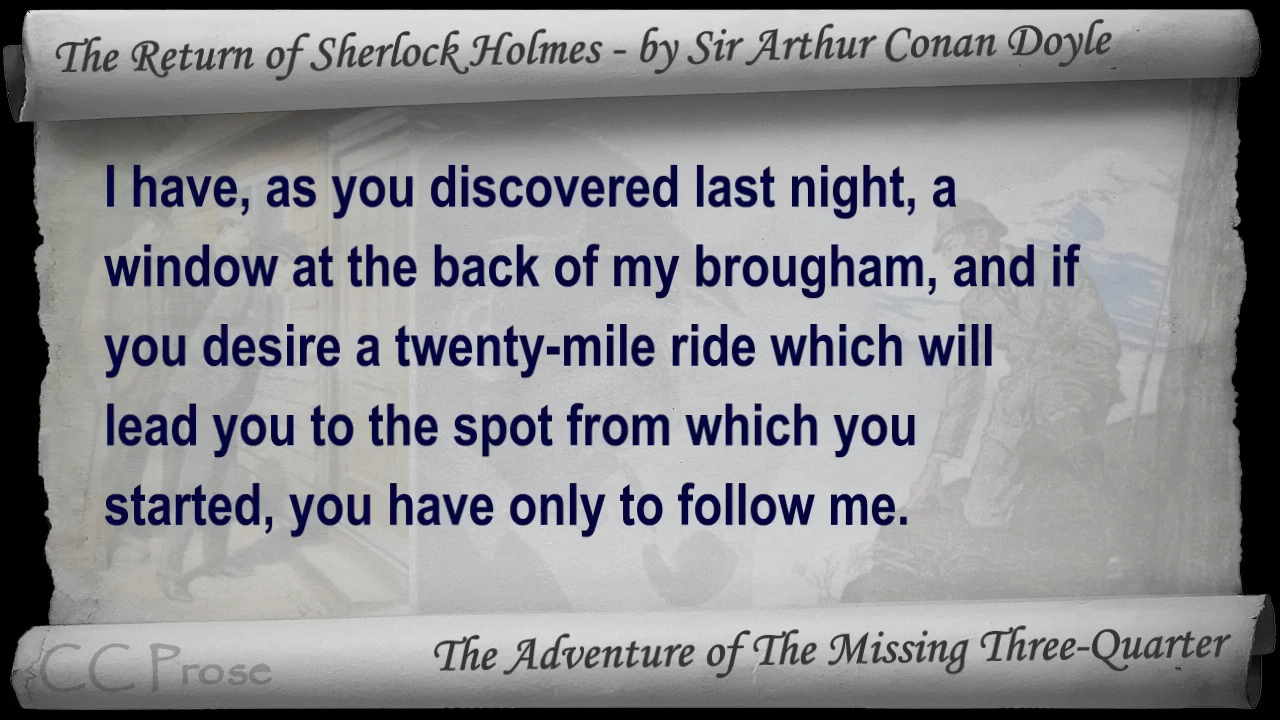 The Return of Sherlock Holmes - by Sir Arthur Conan Doyle
I have, as you discovered last night, a
window at the back of my brougham, and if
you desire a twenty-mile ride which will
lead you to the spot from which you
started, you have only to follow me.
CC Prose
The Adventure of The Missing Three-Quarter